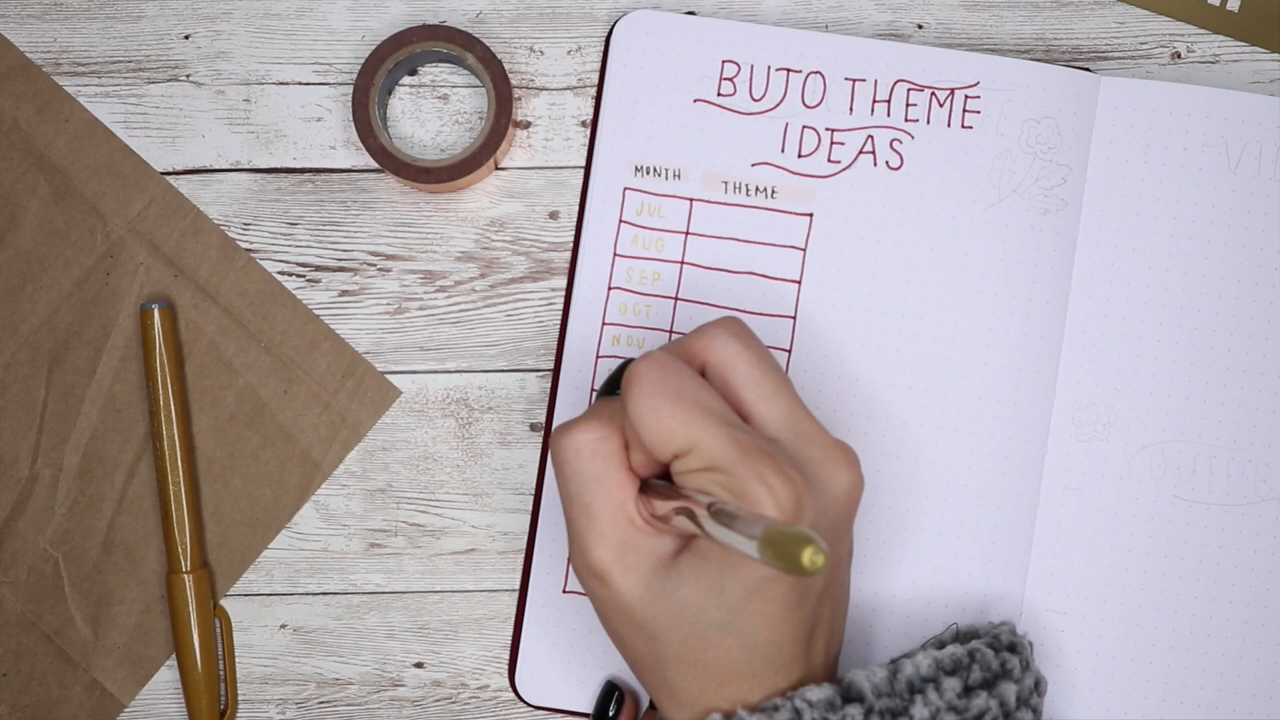 BUJO THEME
IDEAS
MONTH THEME
JUL
AUG
SEP
OCT
NOV